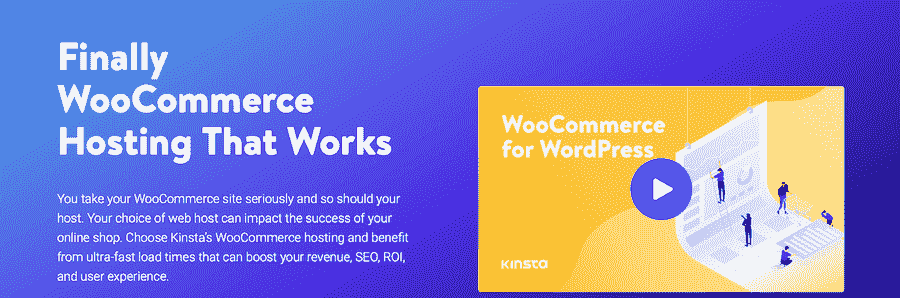 Finally
WooCommerce
Hosting That Works
You take your WooCommerce site seriously and so should your
host. Your choice of web host can impact the success of your
online shop. Choose Kinsta's WooCommerce hosting and benefit
from ultra-fast load times that can boost your revenue, SEO, ROI,
and user experience.
WooCommerce
for WordPress
KINSTA